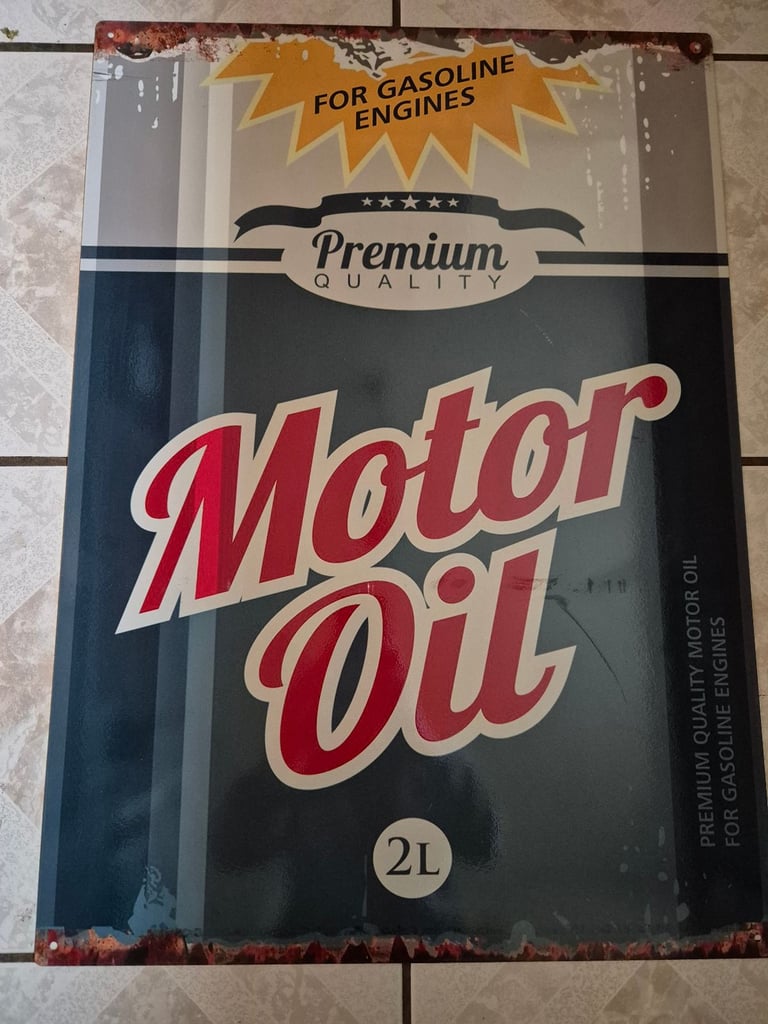 FOR GASOLINE
ENGINES
Premium
QUALITY
Motor
Oil
2L
PREMIUM QUALITY MOTOR OIL
FOR GASOLINE ENGINES